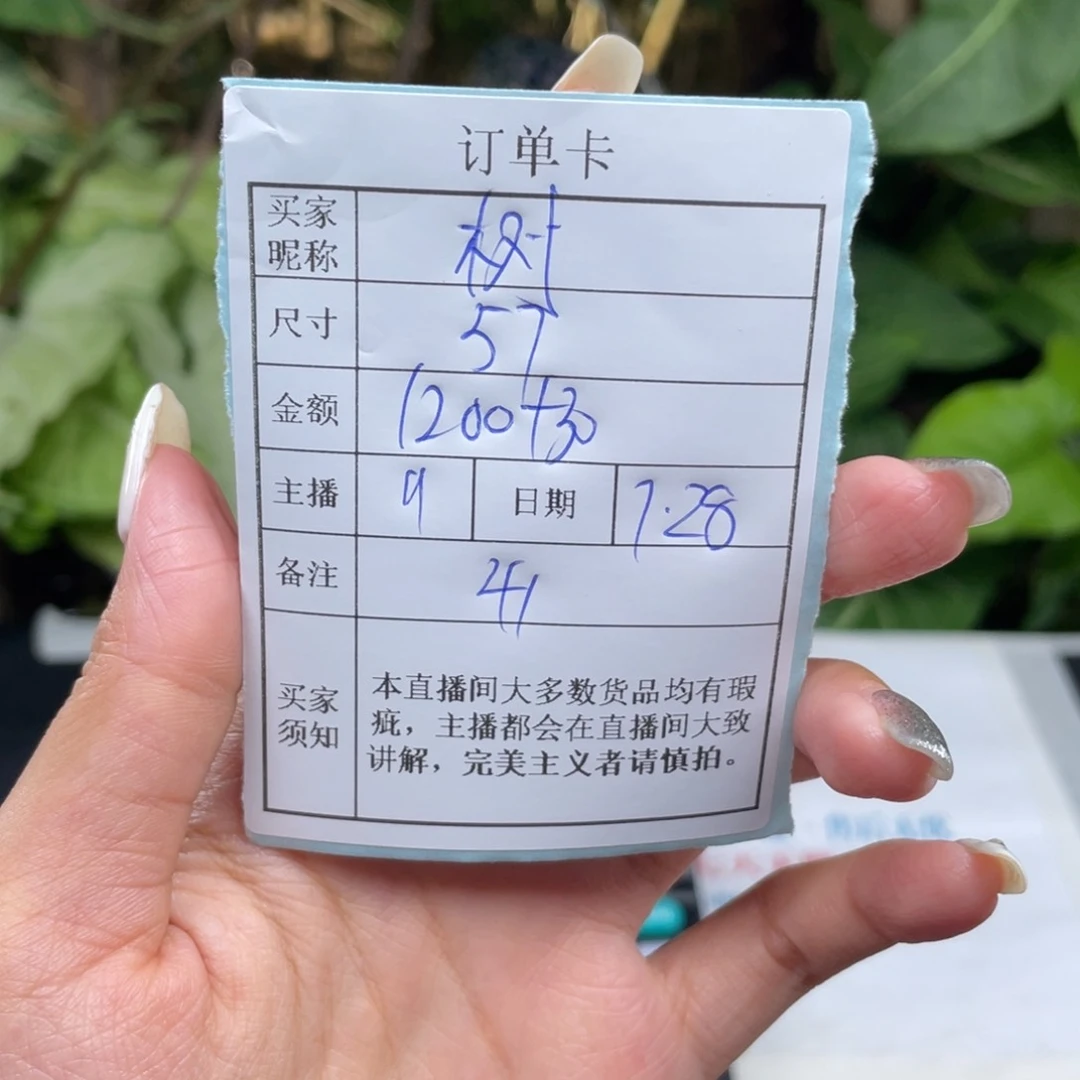 订单卡
买家昵称 树
尺寸 57
金额 1200+30
主播 9 日期 7.28
备注 41
买家须知 本直播间大多数货品均有瑕
疵，主播都会在直播间大致
讲解，完美主义者请慎拍。